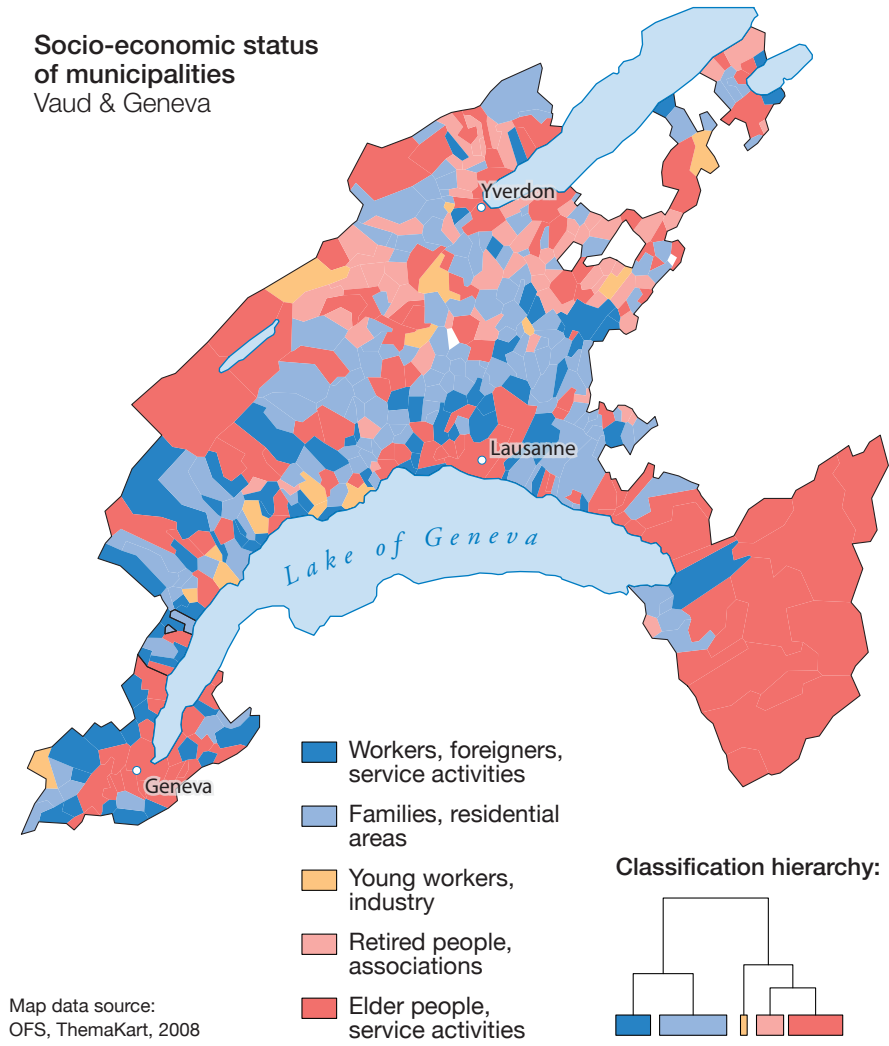 Socio-economic status
of municipalities
Vaud & Geneva
Yverdon
Lausanne
Lake of Geneva
Geneva
Workers, foreigners,
service activities
Families, residential
areas
Young workers,
industry
Retired people,
associations
Elder people,
service activities
Classification hierarchy:
Map data source:
OFS, ThemaKart, 2008